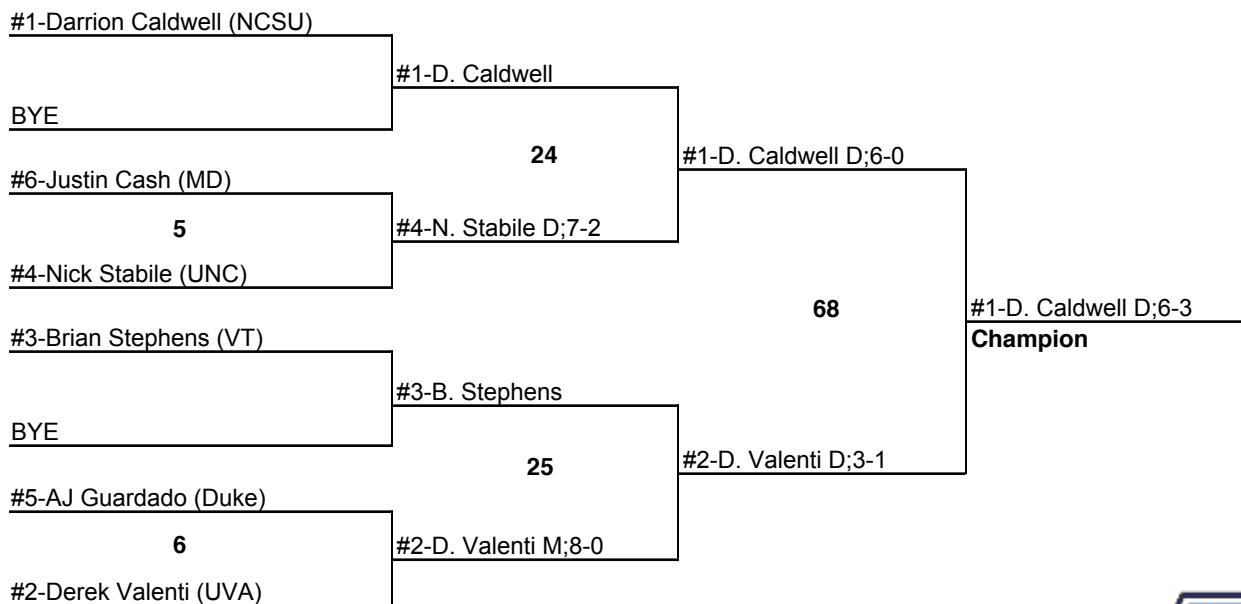 #1-Darrion Caldwell (NCSU)
#1-D. Caldwell
BYE
24
#1-D. Caldwell D;6-0
#6-Justin Cash (MD)
5
#4-N. Stabile D;7-2
#4-Nick Stabile (UNC)
68
#1-D. Caldwell D;6-3
Champion
#3-Brian Stephens (VT)
#3-B. Stephens
BYE
25
#2-D. Valenti D;3-1
#5-AJ Guardado (Duke)
6
#2-D. Valenti M;8-0
#2-Derek Valenti (UVA)